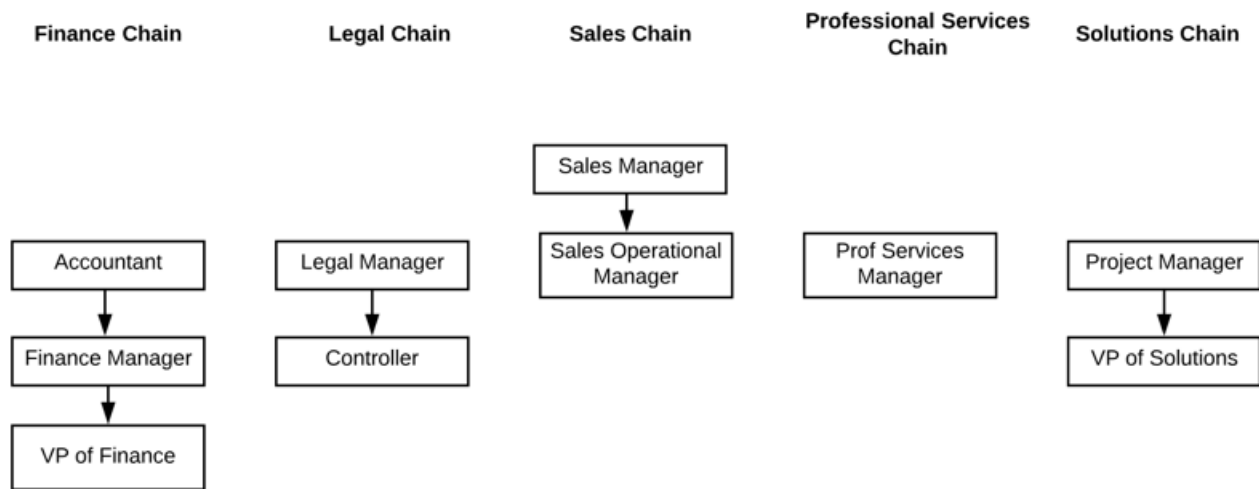 Finance Chain
Legal Chain
Sales Chain
Professional Services
Chain
Solutions Chain
Sales Manager
Accountant
Legal Manager
Sales Operational
Manager
Prof Services
Manager
Project Manager
Finance Manager
Controller
VP of Solutions
VP of Finance